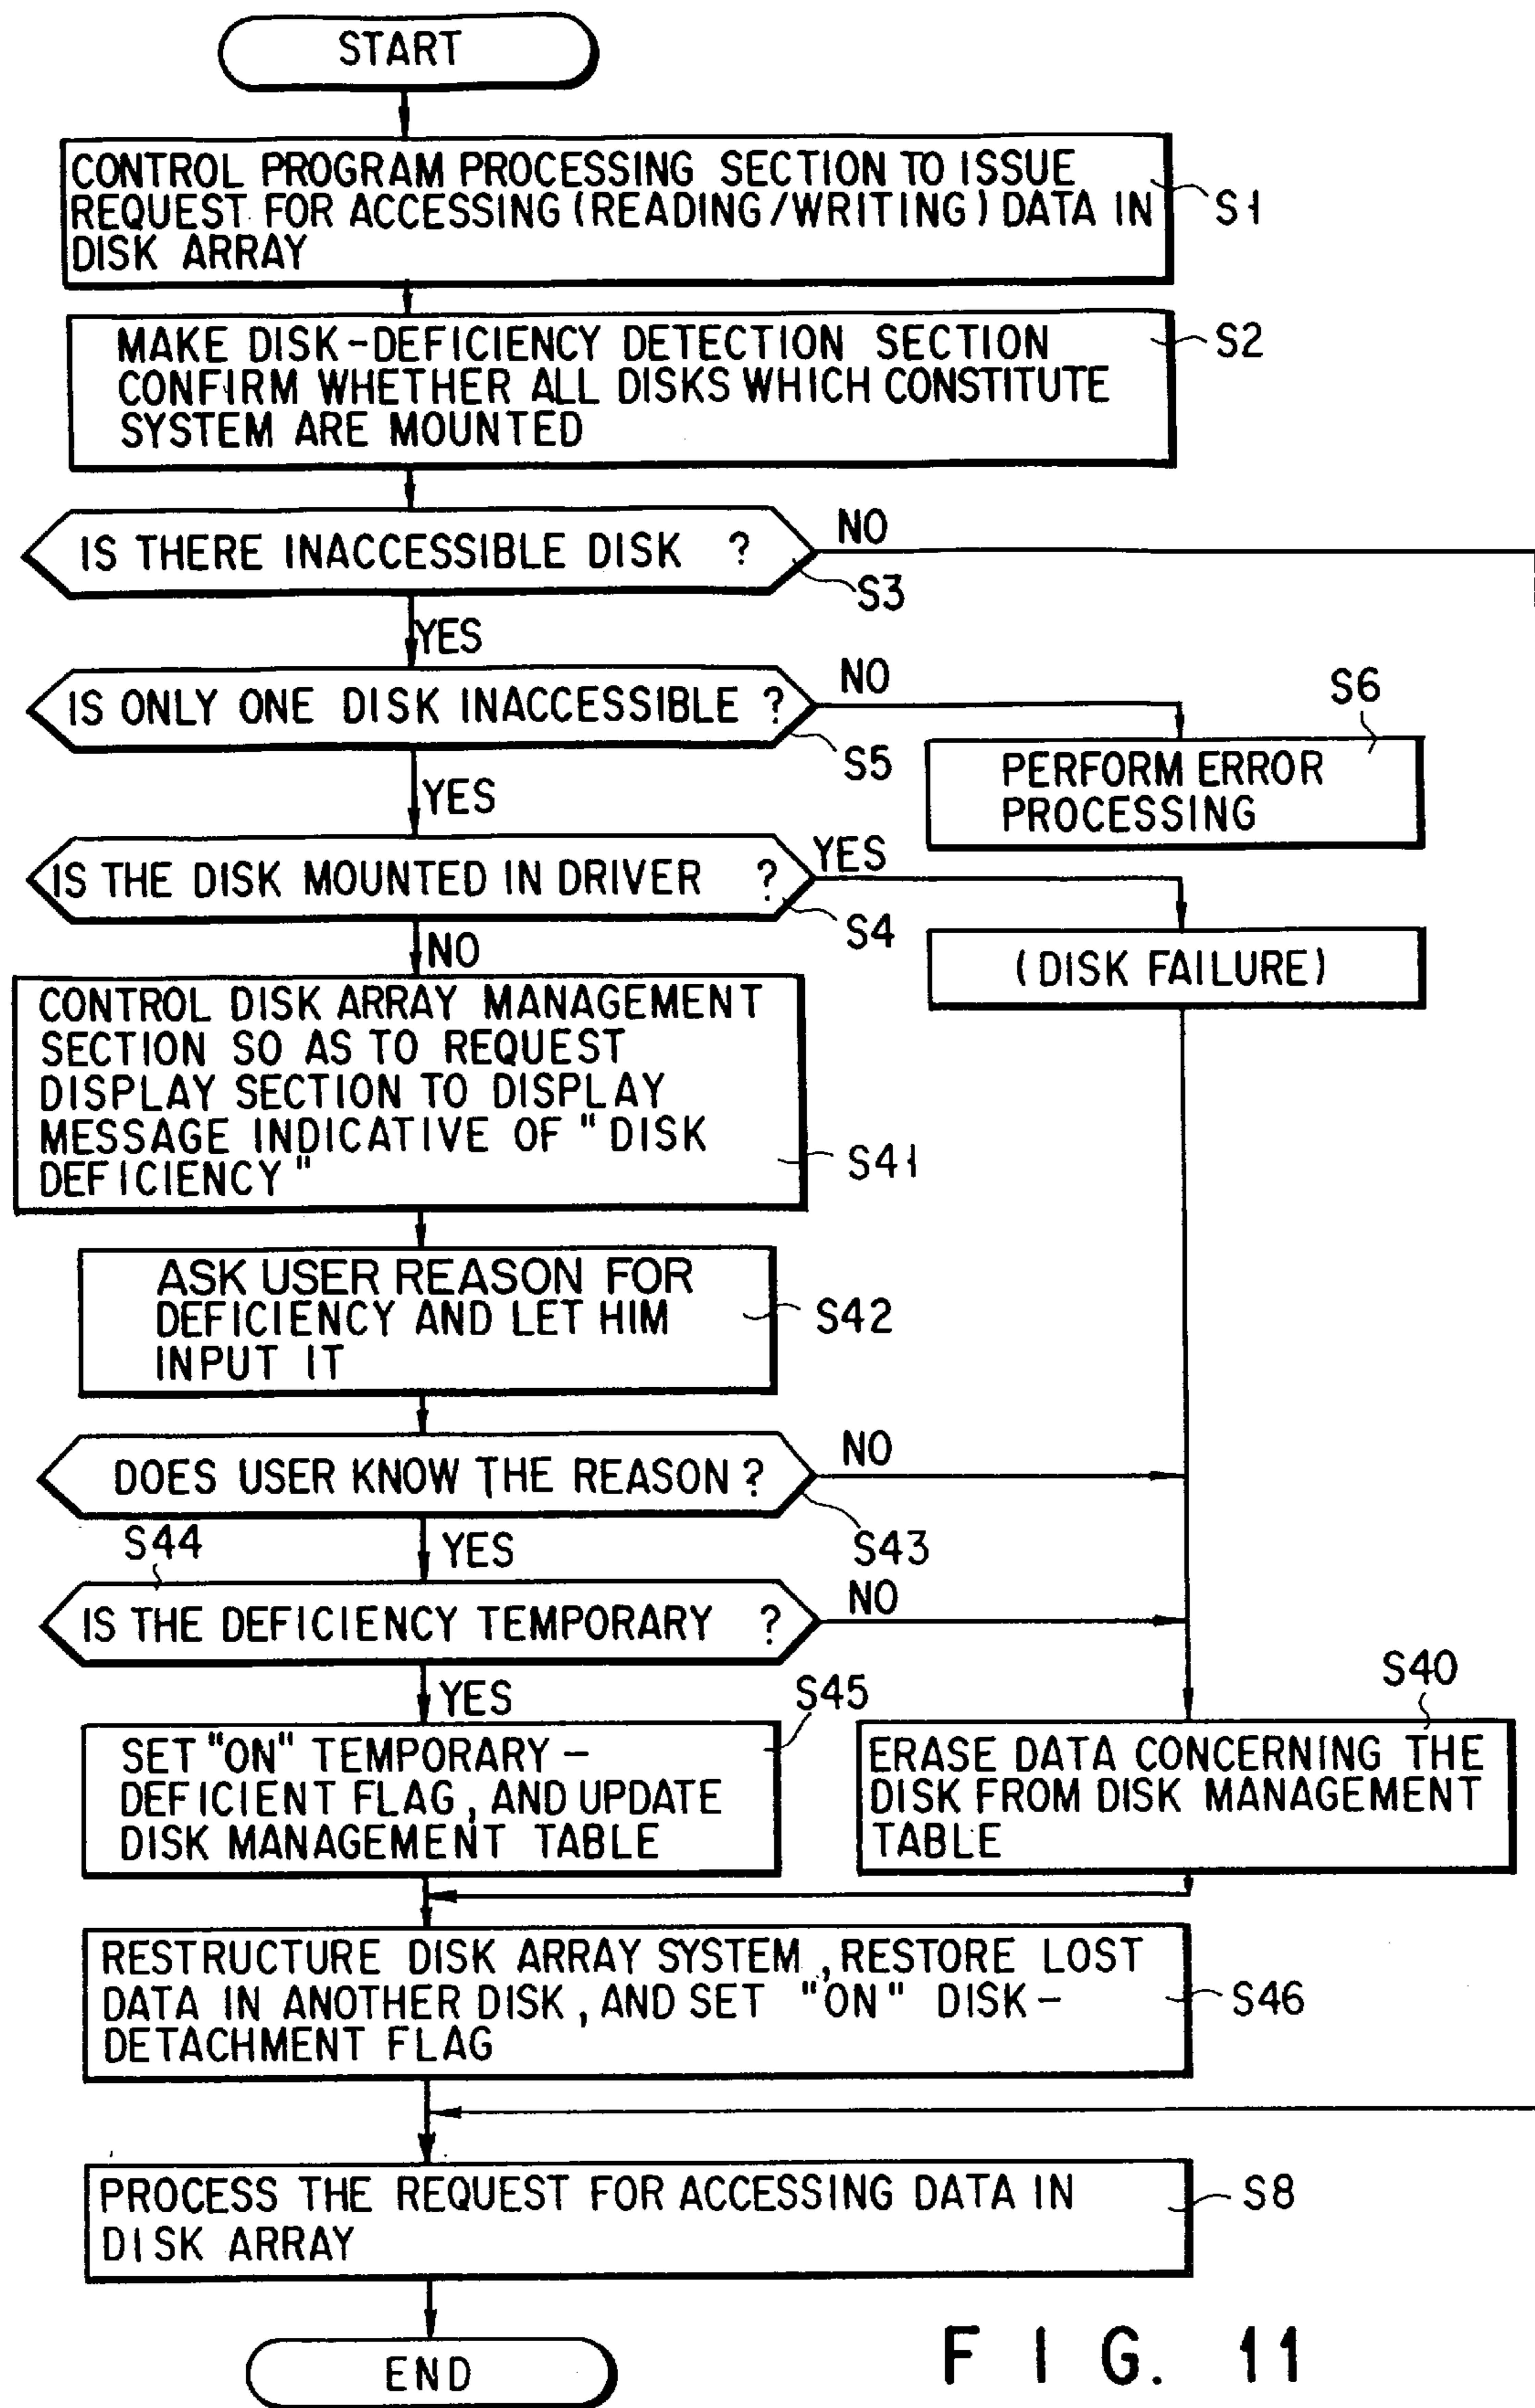 START
CONTROL PROGRAM PROCESSING SECTION TO ISSUE
REQUEST FOR ACCESSING (READING/WRITING) DATA IN
DISK ARRAY
S1
MAKE DISK-DEFICIENCY DETECTION SECTION
CONFIRM WHETHER ALL DISKS WHICH CONSTITUTE
SYSTEM ARE MOUNTED
S2
IS THERE INACCESSIBLE DISK ?
NO
S3
YES
IS ONLY ONE DISK INACCESSIBLE ?
NO
S5
S6
PERFORM ERROR
PROCESSING
YES
IS THE DISK MOUNTED IN DRIVER ?
YES
S4
(DISK FAILURE)
NO
CONTROL DISK ARRAY MANAGEMENT
SECTION SO AS TO REQUEST
DISPLAY SECTION TO DISPLAY
MESSAGE INDICATIVE OF "DISK
DEFICIENCY"
S41
ASK USER REASON FOR
DEFICIENCY AND LET HIM
INPUT IT
S42
DOES USER KNOW THE REASON ?
NO
S43
YES
S44
IS THE DEFICIENCY TEMPORARY ?
NO
YES
S45
SET "ON" TEMPORARY-
DEFICIENT FLAG, AND UPDATE
DISK MANAGEMENT TABLE
S40
ERASE DATA CONCERNING THE
DISK FROM DISK MANAGEMENT
TABLE
RESTRUCTURE DISK ARRAY SYSTEM, RESTORE LOST
DATA IN ANOTHER DISK, AND SET "ON" DISK-
DETACHMENT FLAG
S46
PROCESS THE REQUEST FOR ACCESSING DATA IN
DISK ARRAY
S8
END
FIG. 11